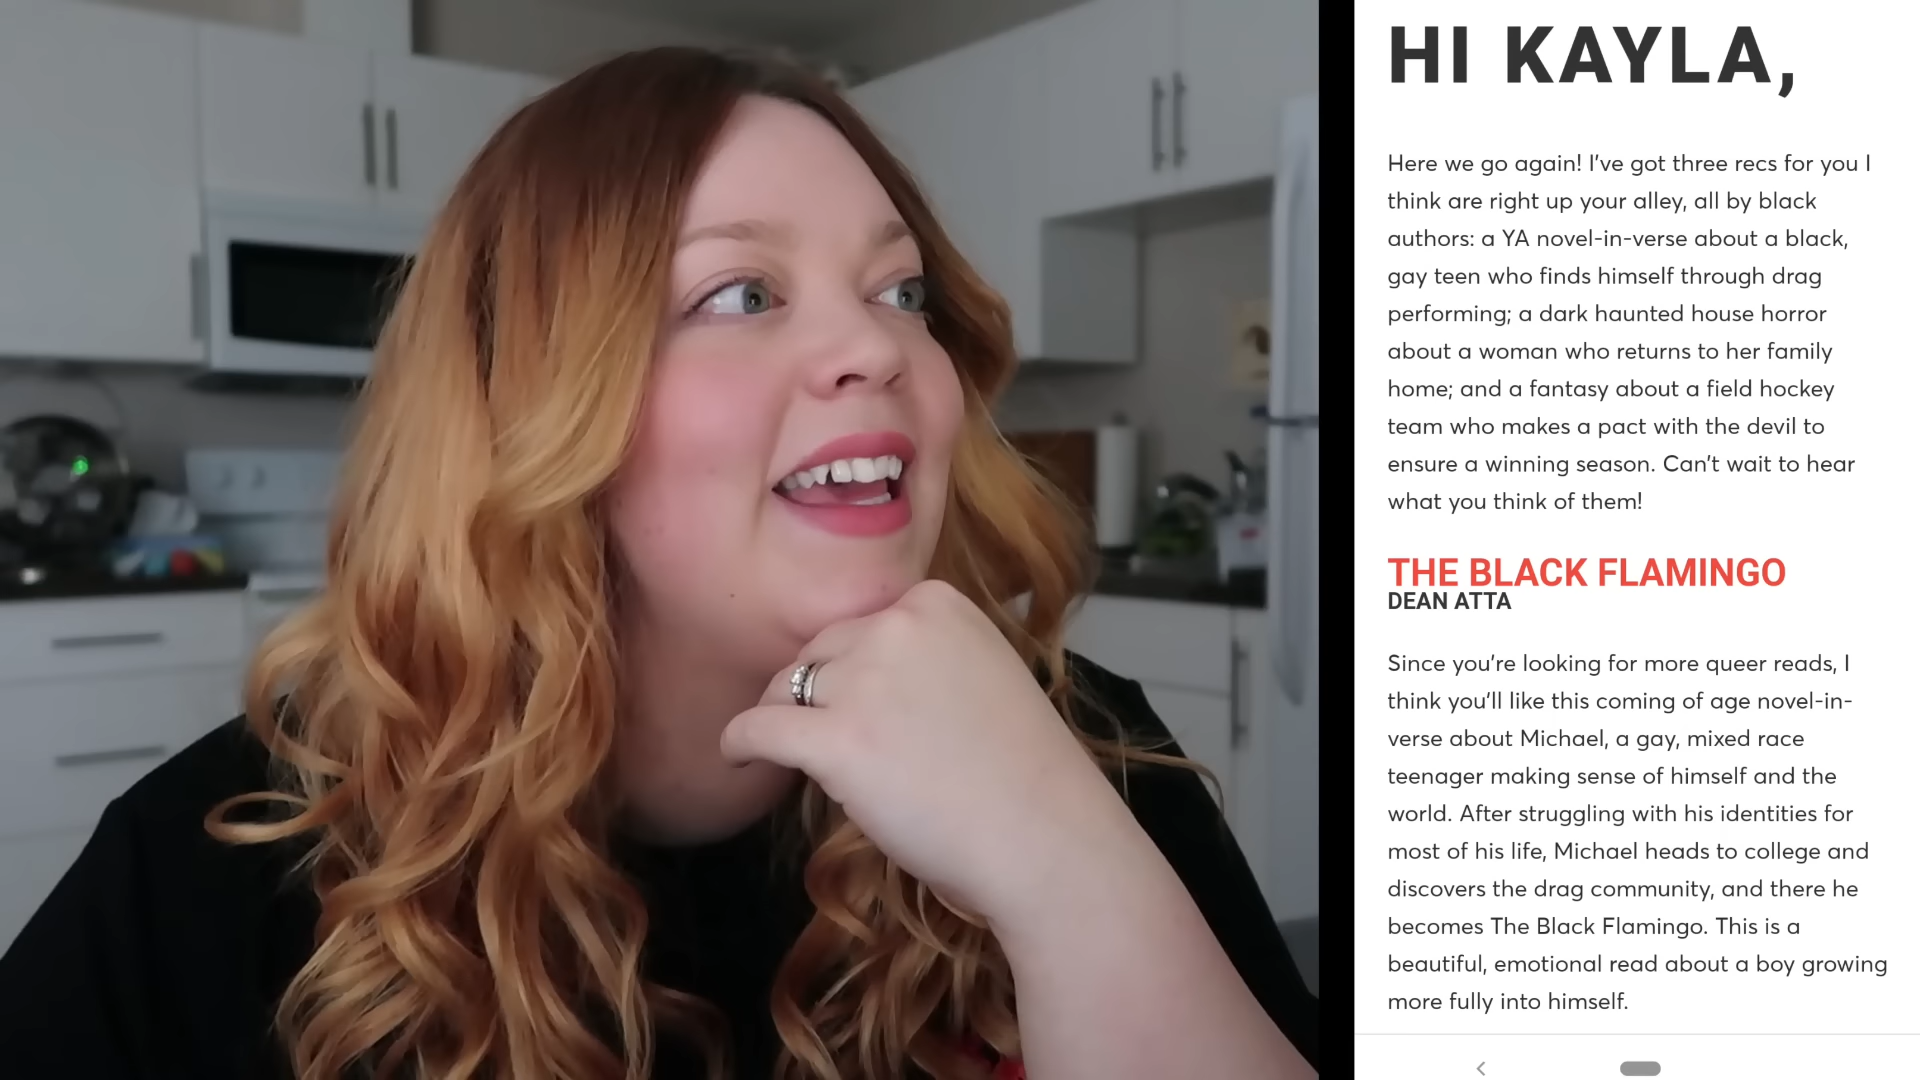 HI KAYLA,
Here we go again! I've got three recs for you I
think are right up your alley, all by black
authors: a YA novel-in-verse about a black,
gay teen who finds himself through drag
performing; a dark haunted house horror
about a woman who returns to her family
home; and a fantasy about a field hockey
team who makes a pact with the devil to
ensure a winning season. Can't wait to hear
what you think of them!
THE BLACK FLAMINGO
DEAN ATTA
Since you're looking for more queer reads, I
think you'll like this coming of age novel-in-
verse about Michael, a gay, mixed race
teenager making sense of himself and the
world. After struggling with his identities for
most of his life, Michael heads to college and
discovers the drag community, and there he
becomes The Black Flamingo. This is a
beautiful, emotional read about a boy growing
more fully into himself.